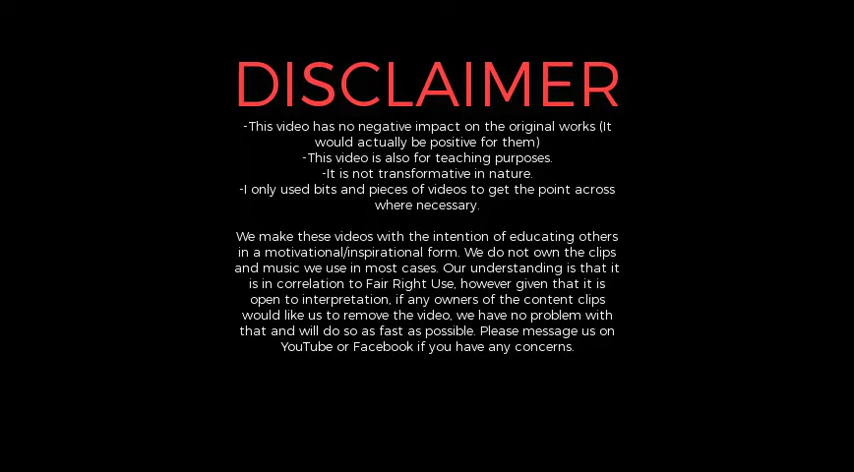 DISCLAIMER
-This video has no negative impact on the original works (It
would actually be positive for them)
-This video is also for teaching purposes.
-It is not transformative in nature.
-I only used bits and pieces of videos to get the point across
where necessary.
We make these videos with the intention of educating others
in a motivational/inspirational form. We do not own the clips
and music we use in most cases. Our understanding is that it
is in correlation to Fair Right Use, however given that it is
open to interpretation, if any owners of the content clips
would like us to remove the video, we have no problem with
that and will do so as fast as possible. Please message us on
YouTube or Facebook if you have any concerns.